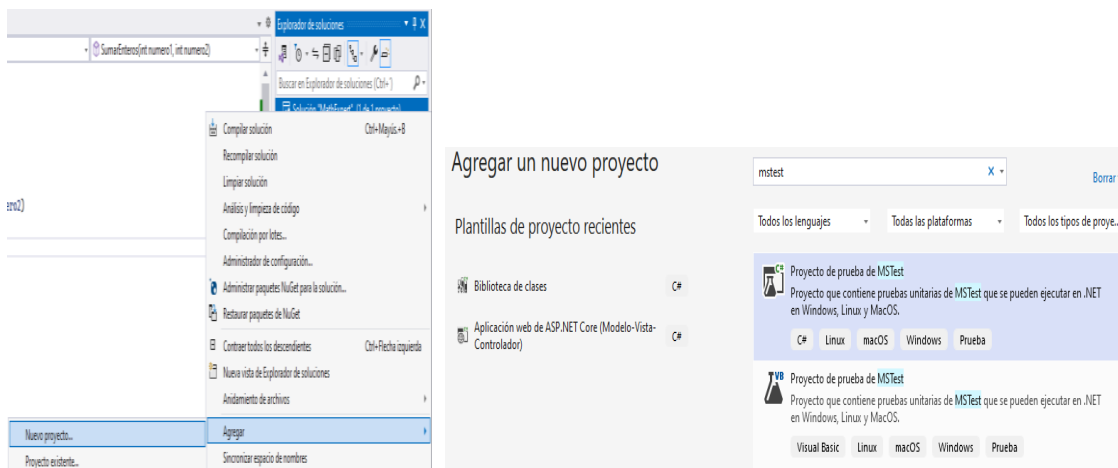 Explorador de soluciones
SumarEnteros(int numero1, int numero2)
Buscar en Explorador de soluciones (Ctrl+')
Solución "MathExpert" (1 de 1 proyecto)
ero2)
Compilar solución Ctrl+Mayús.+B
Recompilar solución
Limpiar solución
Análisis y limpieza de código
Compilación por lotes...
Administrador de configuración...
Administrar paquetes NuGet para la solución...
Restaurar paquetes de NuGet
Contraer todos los descendientes Ctrl+Flecha izquierda
Nueva vista de Explorador de soluciones
Anidamiento de archivos
Agregar
Sincronizar espacio de nombres
Nuevo proyecto...
Proyecto existente...
Agregar un nuevo proyecto
Plantillas de proyecto recientes
Biblioteca de clases C#
Aplicación web de ASP.NET Core (Modelo-Vista-
Controlador) C#
mstest
Borrar
Todos los lenguajes Todas las plataformas Todos los tipos de proye...
Proyecto de prueba de MSTest
Proyecto que contiene pruebas unitarias de MSTest que se pueden ejecutar en .NET
en Windows, Linux y MacOS.
C# Linux macOS Windows Prueba
Proyecto de prueba de MSTest
Proyecto que contiene pruebas unitarias de MSTest que se pueden ejecutar en .NET
en Windows, Linux y MacOS.
Visual Basic Linux macOS Windows Prueba